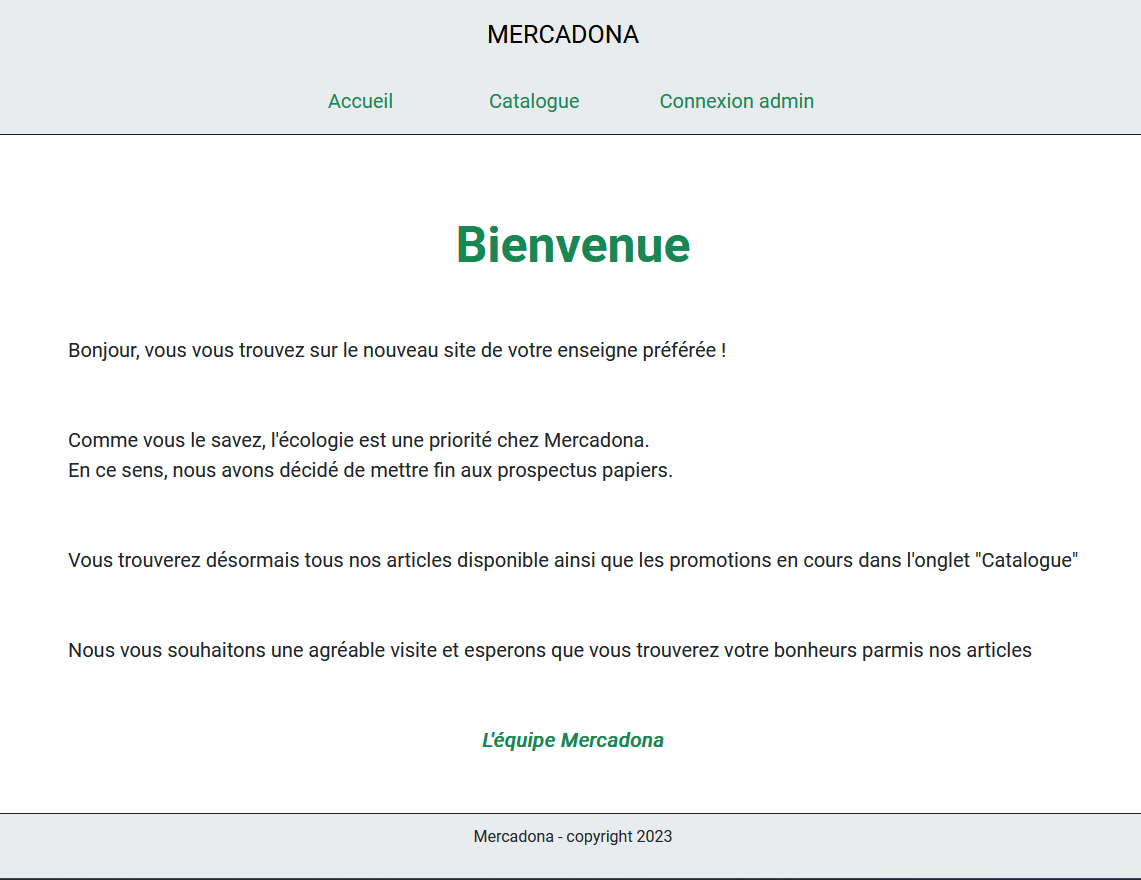 MERCADONA
Accueil Catalogue Connexion admin
Bienvenue
Bonjour, vous vous trouvez sur le nouveau site de votre enseigne préférée !
Comme vous le savez, l'écologie est une priorité chez Mercadona.
En ce sens, nous avons décidé de mettre fin aux prospectus papiers.
Vous trouverez désormais tous nos articles disponible ainsi que les promotions en cours dans l'onglet "Catalogue"
Nous vous souhaitons une agréable visite et esperons que vous trouverez votre bonheurs parmis nos articles
L'équipe Mercadona
Mercadona - copyright 2023